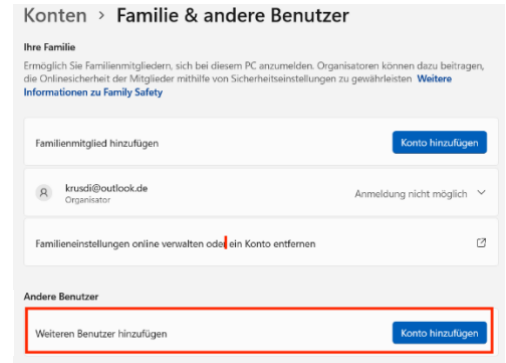 Konten > Familie & andere Benutzer
Ihre Familie
Ermöglich Sie Familienmitgliedern, sich bei diesem PC anzumelden. Organisatoren können dazu beitragen,
die Onlinesicherheit der Mitglieder mithilfe von Sicherheitseinstellungen zu gewährleisten Weitere
Informationen zu Family Safety
Familienmitglied hinzufügen Konto hinzufügen
krusdi@outlook.de Anmeldung nicht möglich
Organisator
Familieneinstellungen online verwalten oder ein Konto entfernen
Andere Benutzer
Weiteren Benutzer hinzufügen Konto hinzufügen